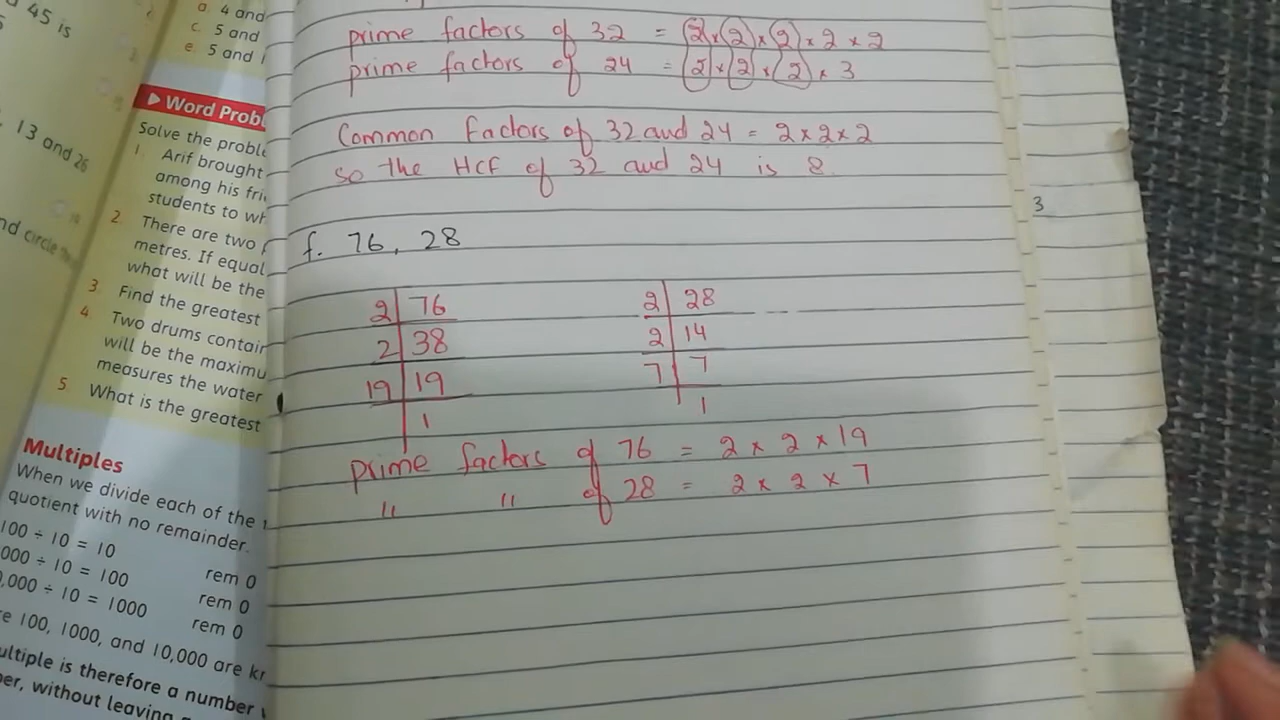 45 is
13 and 26
nd circle
a. 4 and
c. 5 and
e. 5 and
Word Probl
Solve the proble
1. Arif brought
among his frie
students to wh
2. There are two
metres. If equal
what will be the
3. Find the greatest
4. Two drums contain
will be the maximu
measures the water
5 What is the greatest
Multiples
When we divide each of the
quotient with no remainder.
100 ÷ 10 = 10 rem 0
000 ÷ 10 = 100 rem 0
0,000 ÷ 10 = 1000 rem 0
e 100, 1000, and 10,000 are kr
ultiple is therefore a number
er, without leaving
prime factors of 32 = 2 × 2 × 2 × 2 × 2
prime factors of 24 = 2 × 2 × 2 × 3
Common Factors of 32 and 24 = 2 × 2 × 2
so the HCF of 32 and 24 is 8
3
f. 76, 28
2 76 2 28
2 38 2 14
19 19 7 7
1 1
prime factors of 76 = 2 × 2 × 19
" " of 28 = 2 × 2 × 7